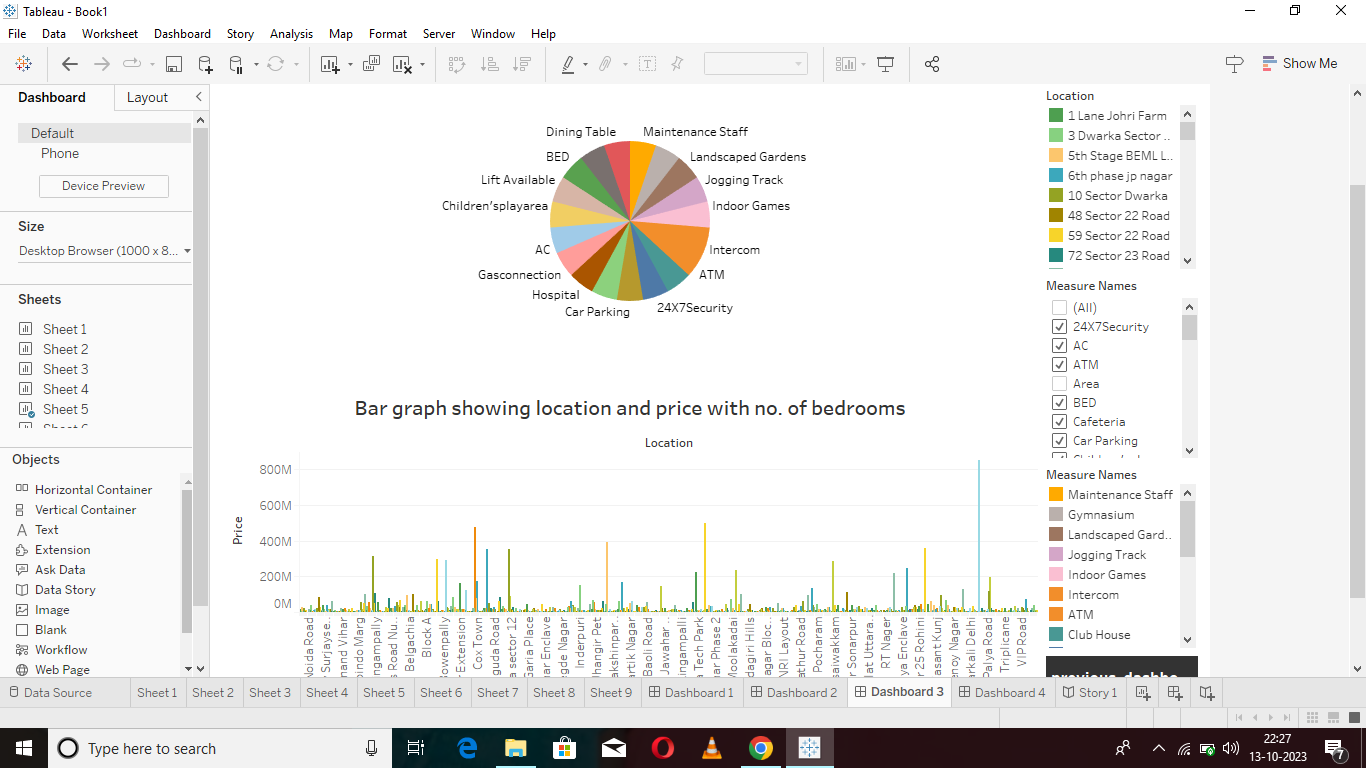 Tableau - Book1
File Data Worksheet Dashboard Story Analysis Map Format Server Window Help
Show Me
Dashboard Layout
Default
Phone
Device Preview
Size
Desktop Browser (1000 x 8...
Sheets
Sheet 1
Sheet 2
Sheet 3
Sheet 4
Sheet 5
Objects
Horizontal Container
Vertical Container
Text
Extension
Ask Data
Data Story
Image
Blank
Workflow
Web Page
Dining Table
Maintenance Staff
BED
Landscaped Gardens
Lift Available
Jogging Track
Children'splayarea
Indoor Games
AC
Intercom
Gasconnection
ATM
Hospital
24X7Security
Car Parking
Bar graph showing location and price with no. of bedrooms
Location
Price
800M
600M
400M
200M
0M
Noida Road
Surjayse..
nand Vihar
ondo Marg
ngampally
s Road Nu..
Belgachia
Block A
owenpally
Extension
Cox Town
guda Road
a sector 12
Garia Place
nar Enclave
gde Nagar
Inderpuri
hangir Pet
akshinpar..
artik Nagar
Baoli Road
Jawahar ..
ingampalli
a Tech Park
ar Phase 2
Moolakadai
nagiri Hills
agar Bloc..
NRI Layout
athur Road
Pocharam
saiwakkam
Sonarpur
lat Uttara..
RT Nagar
ya Enclave
r 25 Rohini
asant Kunj
enoy Nagar
arkali Delhi
Palya Road
Triplicane
VIP Road
Location
1 Lane Johri Farm
3 Dwarka Sector ..
5th Stage BEML L..
6th phase jp nagar
10 Sector Dwarka
48 Sector 22 Road
59 Sector 22 Road
72 Sector 23 Road
Measure Names
(All)
24X7Security
AC
ATM
Area
BED
Cafeteria
Car Parking
Measure Names
Maintenance Staff
Gymnasium
Landscaped Gard..
Jogging Track
Indoor Games
Intercom
ATM
Club House
Data Source Sheet 1 Sheet 2 Sheet 3 Sheet 4 Sheet 5 Sheet 6 Sheet 7 Sheet 8 Sheet 9 Dashboard 1 Dashboard 2 Dashboard 3 Dashboard 4 Story 1
Type here to search
22:27
13-10-2023
7